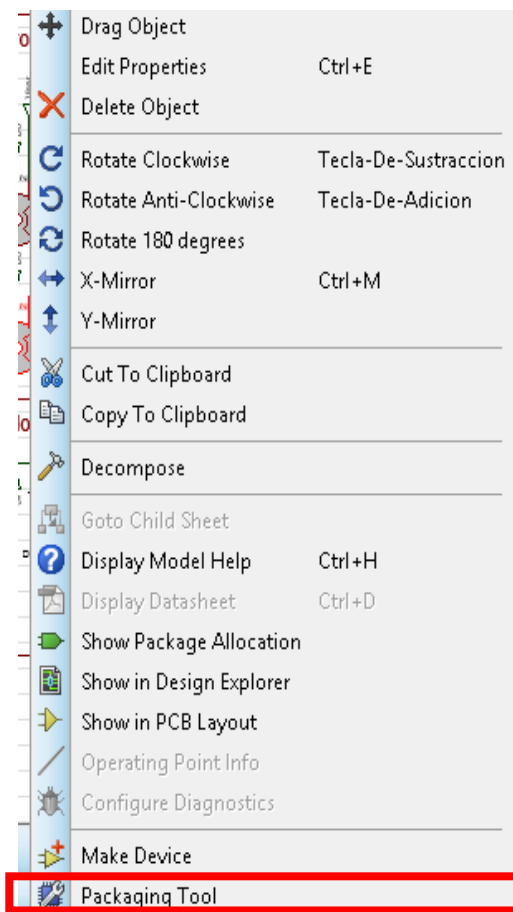 Drag Object
Edit Properties Ctrl+E
Delete Object
Rotate Clockwise Tecla-De-Sustraccion
Rotate Anti-Clockwise Tecla-De-Adicion
Rotate 180 degrees
X-Mirror Ctrl+M
Y-Mirror
Cut To Clipboard
Copy To Clipboard
Decompose
Goto Child Sheet
Display Model Help Ctrl+H
Display Datasheet Ctrl+D
Show Package Allocation
Show in Design Explorer
Show in PCB Layout
Operating Point Info
Configure Diagnostics
Make Device
Packaging Tool